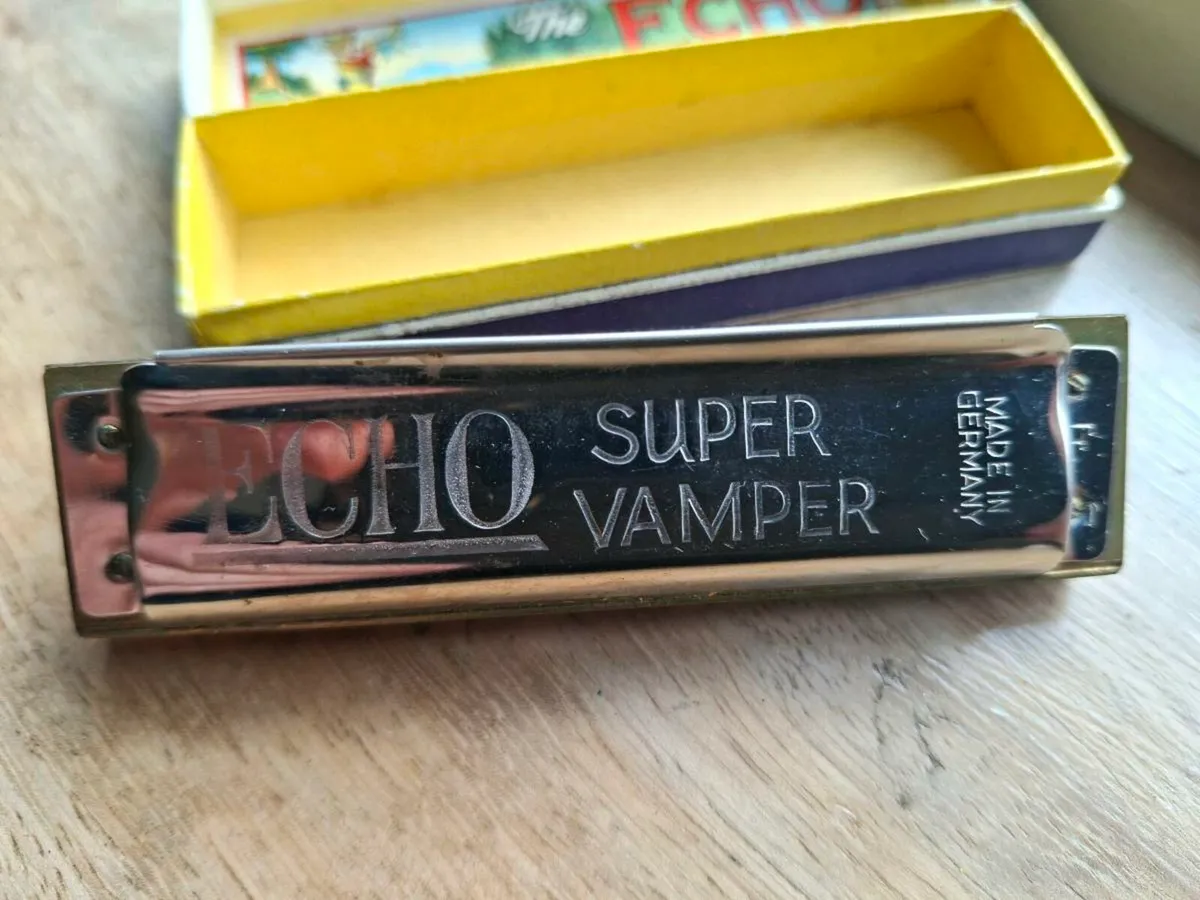 The ECHO
ECHO
SUPER
VAMPER
MADE IN
GERMANY